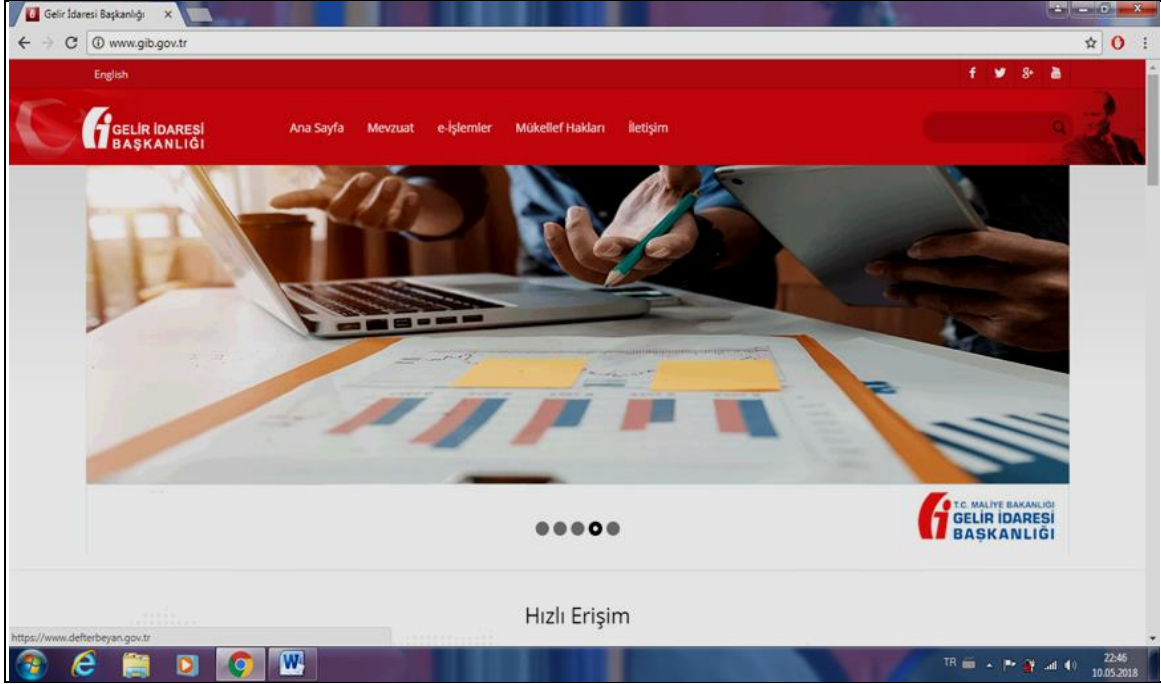 Gelir İdaresi Başkanlığı
www.gib.gov.tr
English
GELİR İDARESİ
BAŞKANLIĞI
Ana Sayfa Mevzuat e-İşlemler Mükellef Hakları İletişim
T.C. MALİYE BAKANLIĞI
GELİR İDARESİ
BAŞKANLIĞI
Hızlı Erişim
https://www.defterbeyan.gov.tr
TR
22:46
10.05.2018